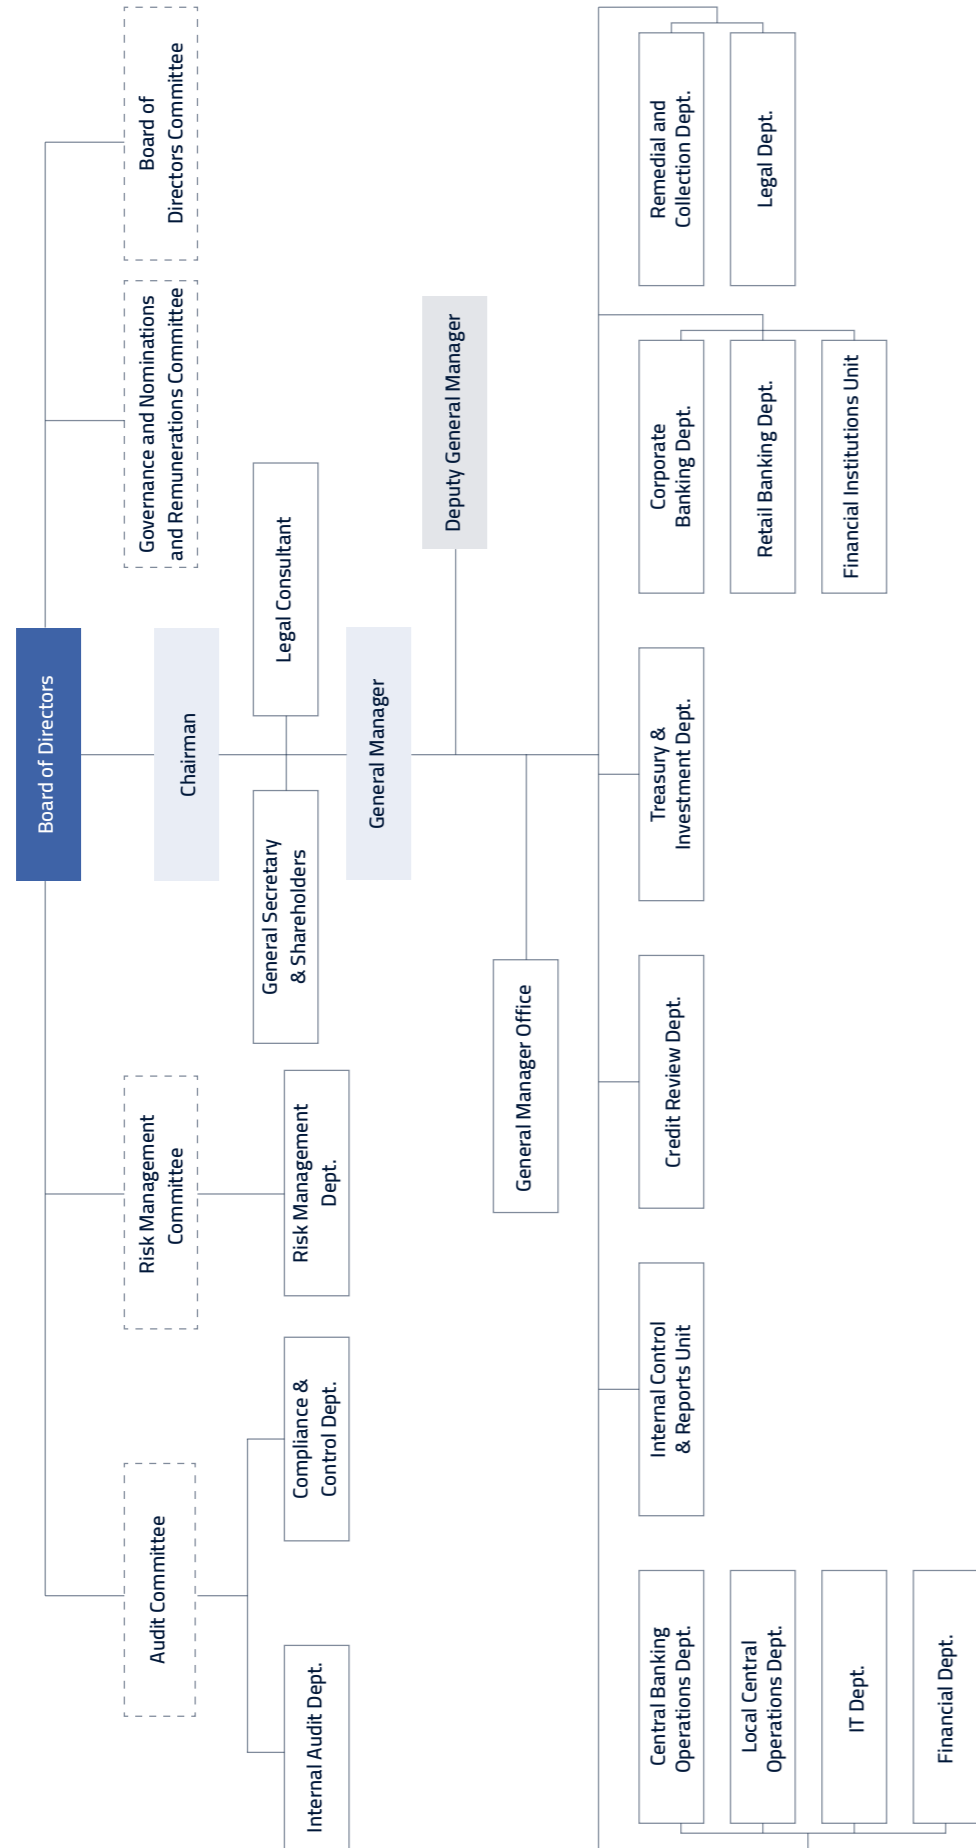 Board of Directors
Audit Committee
Risk Management
Committee
Governance and Nominations
and Remunerations Committee
Board of
Directors Committee
Chairman
Internal Audit Dept.
Compliance &
Control Dept.
Risk Management
Dept.
General Secretary
& Shareholders
Legal Consultant
General Manager
Deputy General Manager
General Manager Office
Central Banking
Operations Dept.
Local Central
Operations Dept.
IT Dept.
Financial Dept.
Internal Control
& Reports Unit
Credit Review Dept.
Treasury &
Investment Dept.
Corporate
Banking Dept.
Retail Banking Dept.
Financial Institutions Unit
Remedial and
Collection Dept.
Legal Dept.